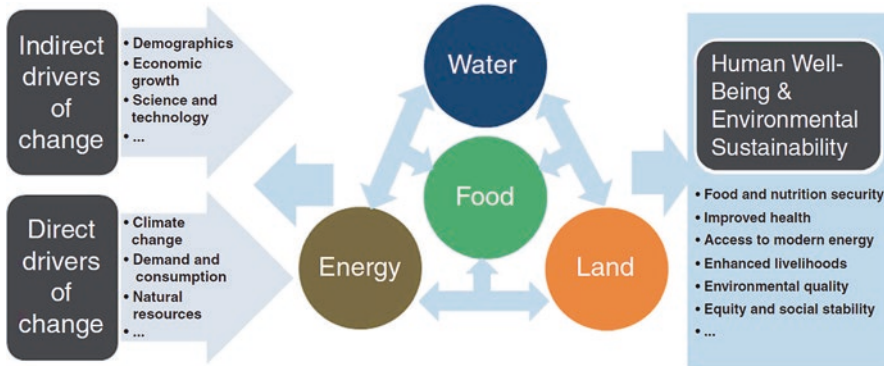 Indirect
drivers
of
change
• Demographics
• Economic
growth
• Science and
technology
• ...
Direct
drivers
of
change
• Climate
change
• Demand and
consumption
• Natural
resources
• ...
Water
Food
Energy
Land
Human Well-
Being &
Environmental
Sustainability
• Food and nutrition security
• Improved health
• Access to modern energy
• Enhanced livelihoods
• Environmental quality
• Equity and social stability
• ...